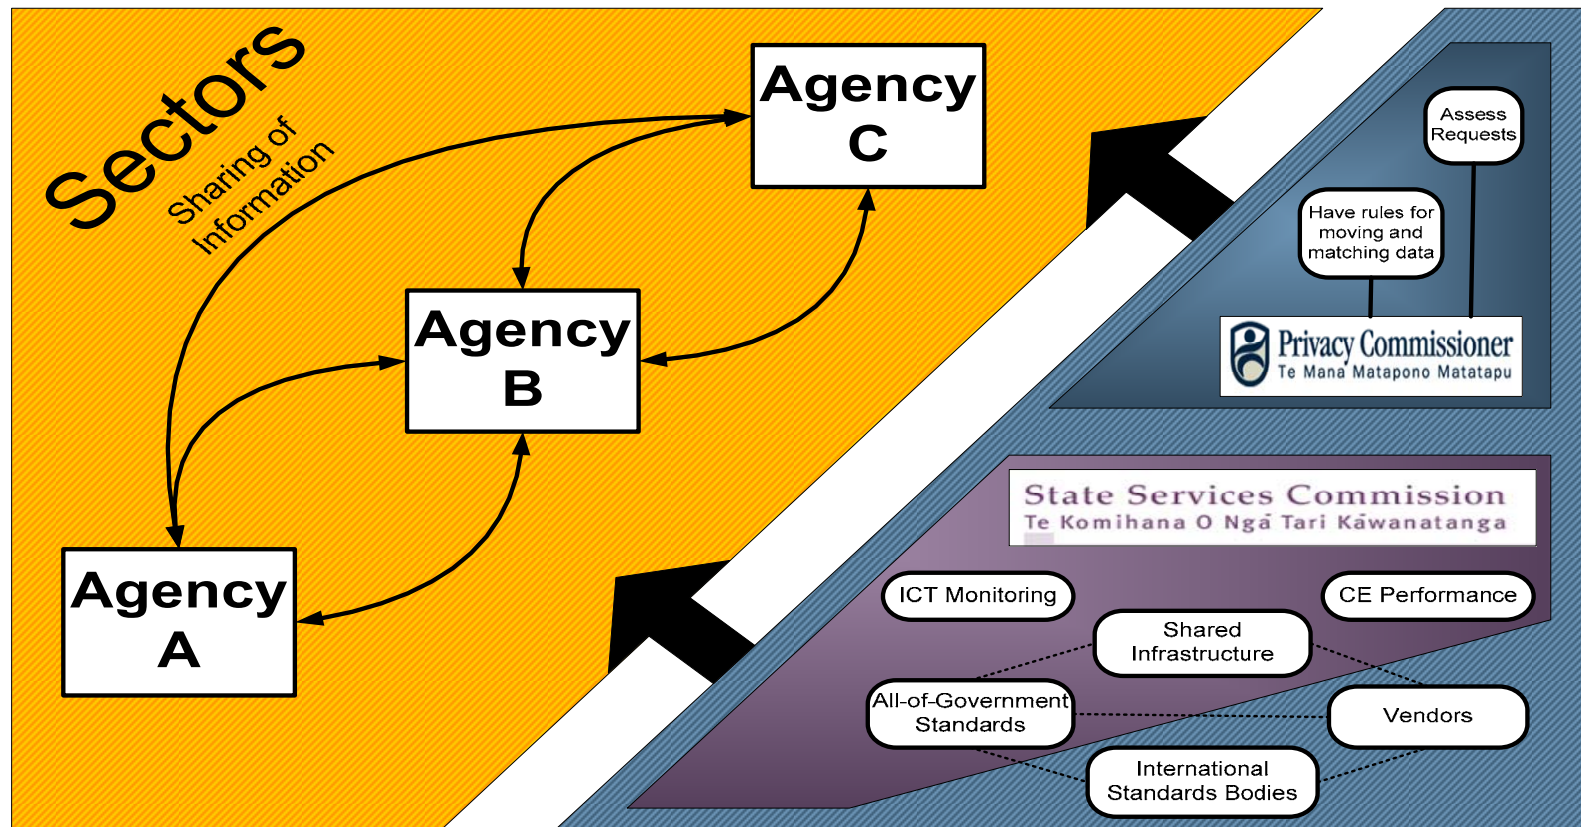 Sectors
Sharing of
Information
Agency
C
Agency
B
Agency
A
Assess
Requests
Have rules for
moving and
matching data
Privacy Commissioner
Te Mana Matapono Matatapu
State Services Commission
Te Komihana O Ngā Tari Kāwanatanga
ICT Monitoring
CE Performance
Shared
Infrastructure
All-of-Government
Standards
Vendors
International
Standards Bodies